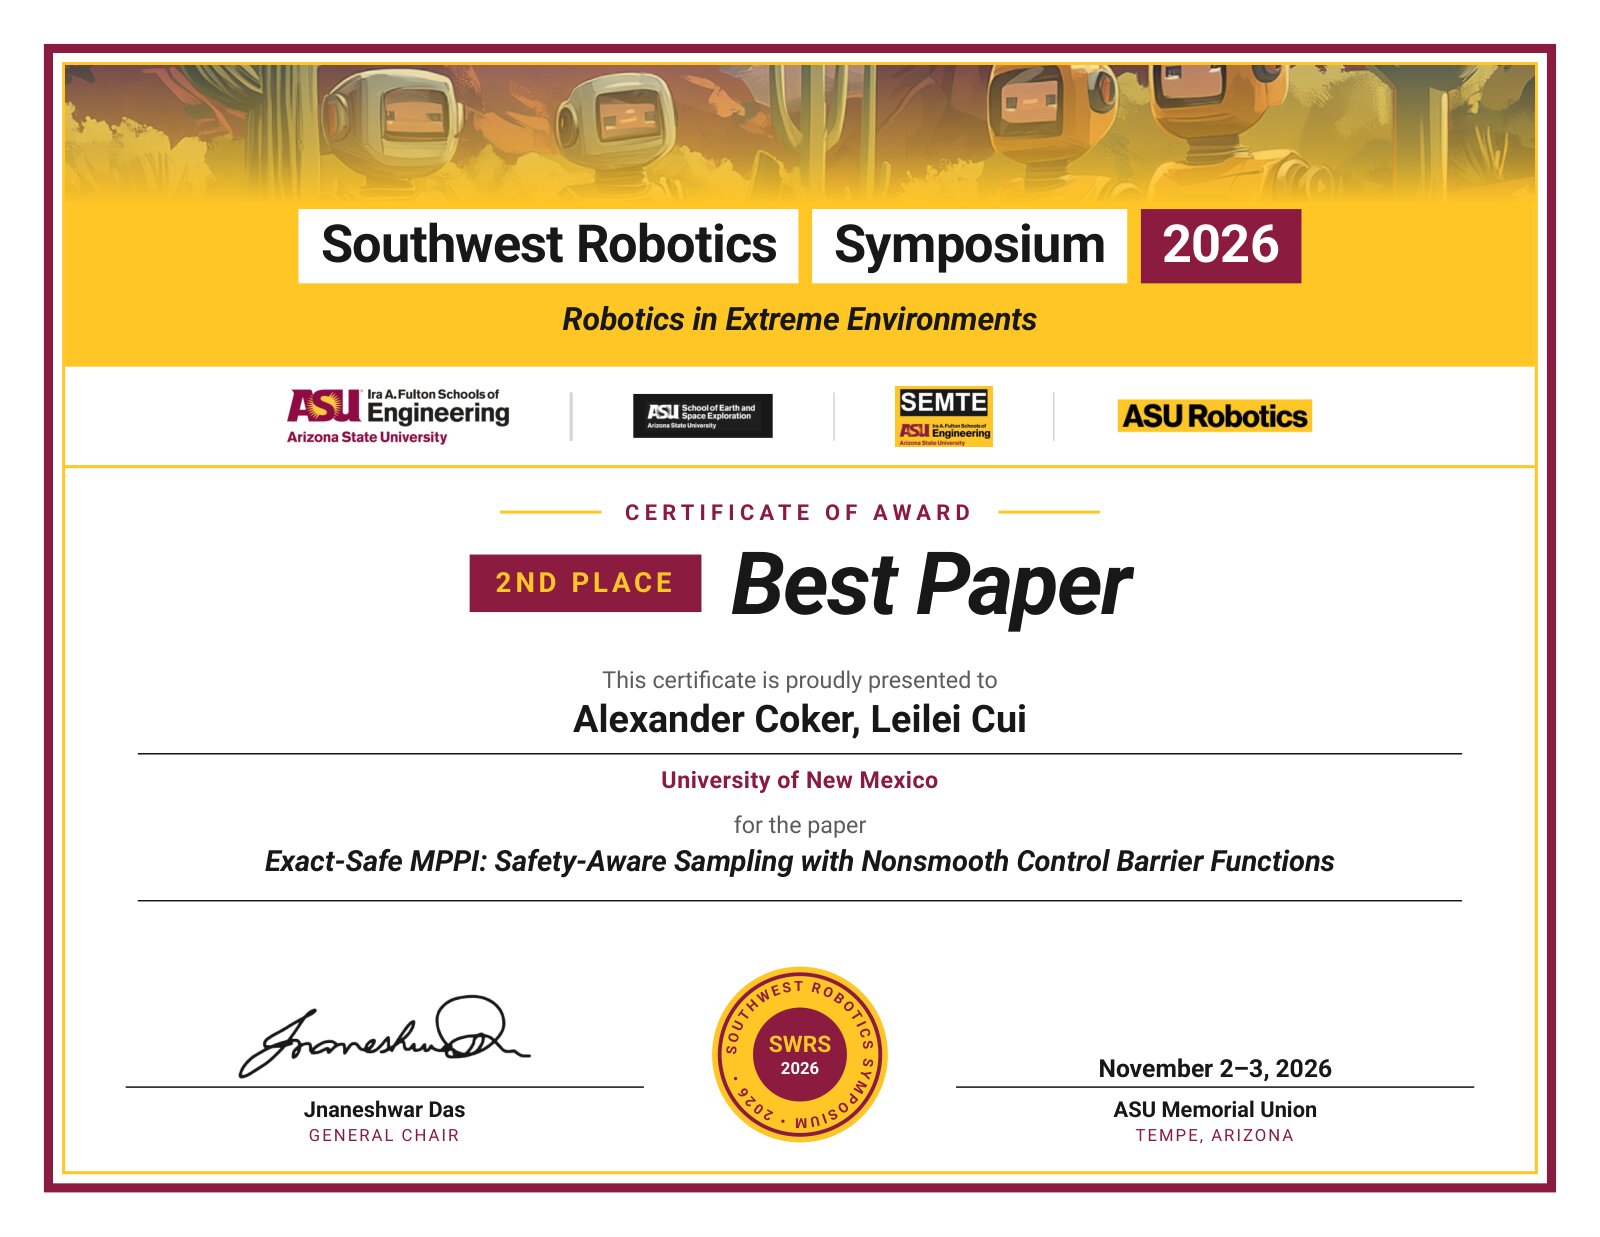 Southwest Robotics Symposium 2026
Robotics in Extreme Environments
ASU Ira A. Fulton Schools of
Engineering
Arizona State University
ASU School of Earth and
Space Exploration
Arizona State University
SEMTE
ASU Ira A. Fulton Schools of
Engineering
Arizona State University
ASU Robotics
CERTIFICATE OF AWARD
2ND PLACE Best Paper
This certificate is proudly presented to
Alexander Coker, Leilei Cui
University of New Mexico
for the paper
Exact-Safe MPPI: Safety-Aware Sampling with Nonsmooth Control Barrier Functions
SOUTHWEST ROBOTICS SYMPOSIUM • 2026 •
SWRS
2026
Jnaneshwar Das
GENERAL CHAIR
November 2–3, 2026
ASU Memorial Union
TEMPE, ARIZONA